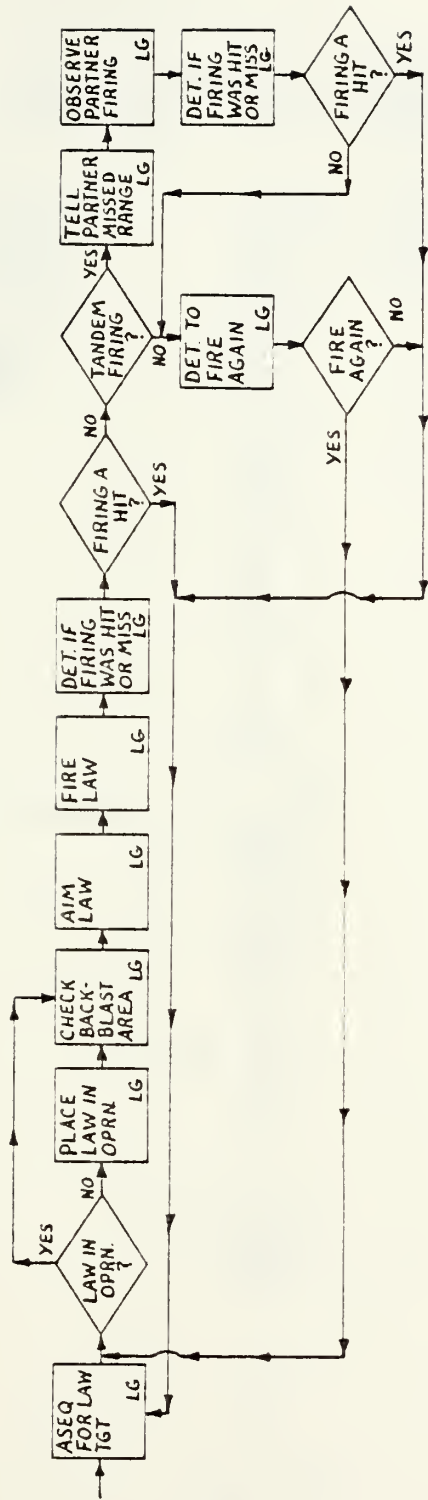 ASEQ
FOR LAW
TGT
LG
LAW IN
OPRN.
?
YES
NO
PLACE
LAW IN
OPRN.
LG
CHECK
BACK-
BLAST
AREA LG
AIM
LAW
LG
FIRE
LAW
LG
DET. IF
FIRING
WAS HIT
OR MISS
LG
FIRING A
HIT
?
NO
YES
TANDEM
FIRING
?
YES
NO
TELL
PARTNER
MISSED
RANGE
LG
OBSERVE
PARTNER
FIRING
LG
DET. IF
FIRING
WAS HIT
OR MISS
LG
FIRING A
HIT
?
NO
YES
DET. TO
FIRE
AGAIN
LG
FIRE
AGAIN
?
YES
NO